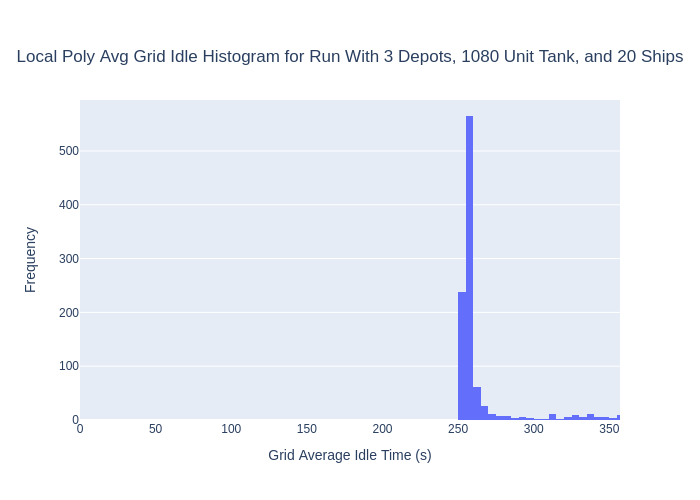 Local Poly Avg Grid Idle Histogram for Run With 3 Depots, 1080 Unit Tank, and 20 Ships
500
400
300
200
100
0
Frequency
0 50 100 150 200 250 300 350
Grid Average Idle Time (s)